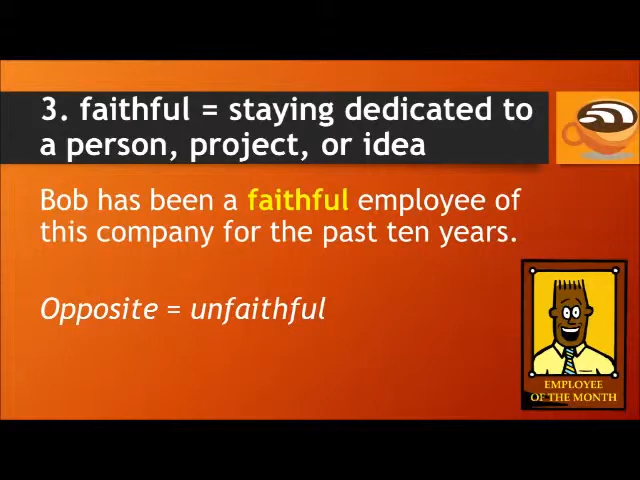 3. faithful = staying dedicated to
a person, project, or idea
Bob has been a faithful employee of
this company for the past ten years.
Opposite = unfaithful
EMPLOYEE
OF THE MONTH